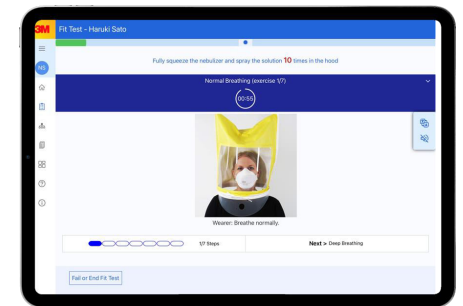 3M
Fit Test - Haruki Sato
NS
Fully squeeze the nebulizer and spray the solution 10 times in the hood
Normal Breathing (exercise 1/7)
00:55
Wearer: Breathe normally.
1/7 Steps
Next > Deep Breathing
Fail or End Fit Test